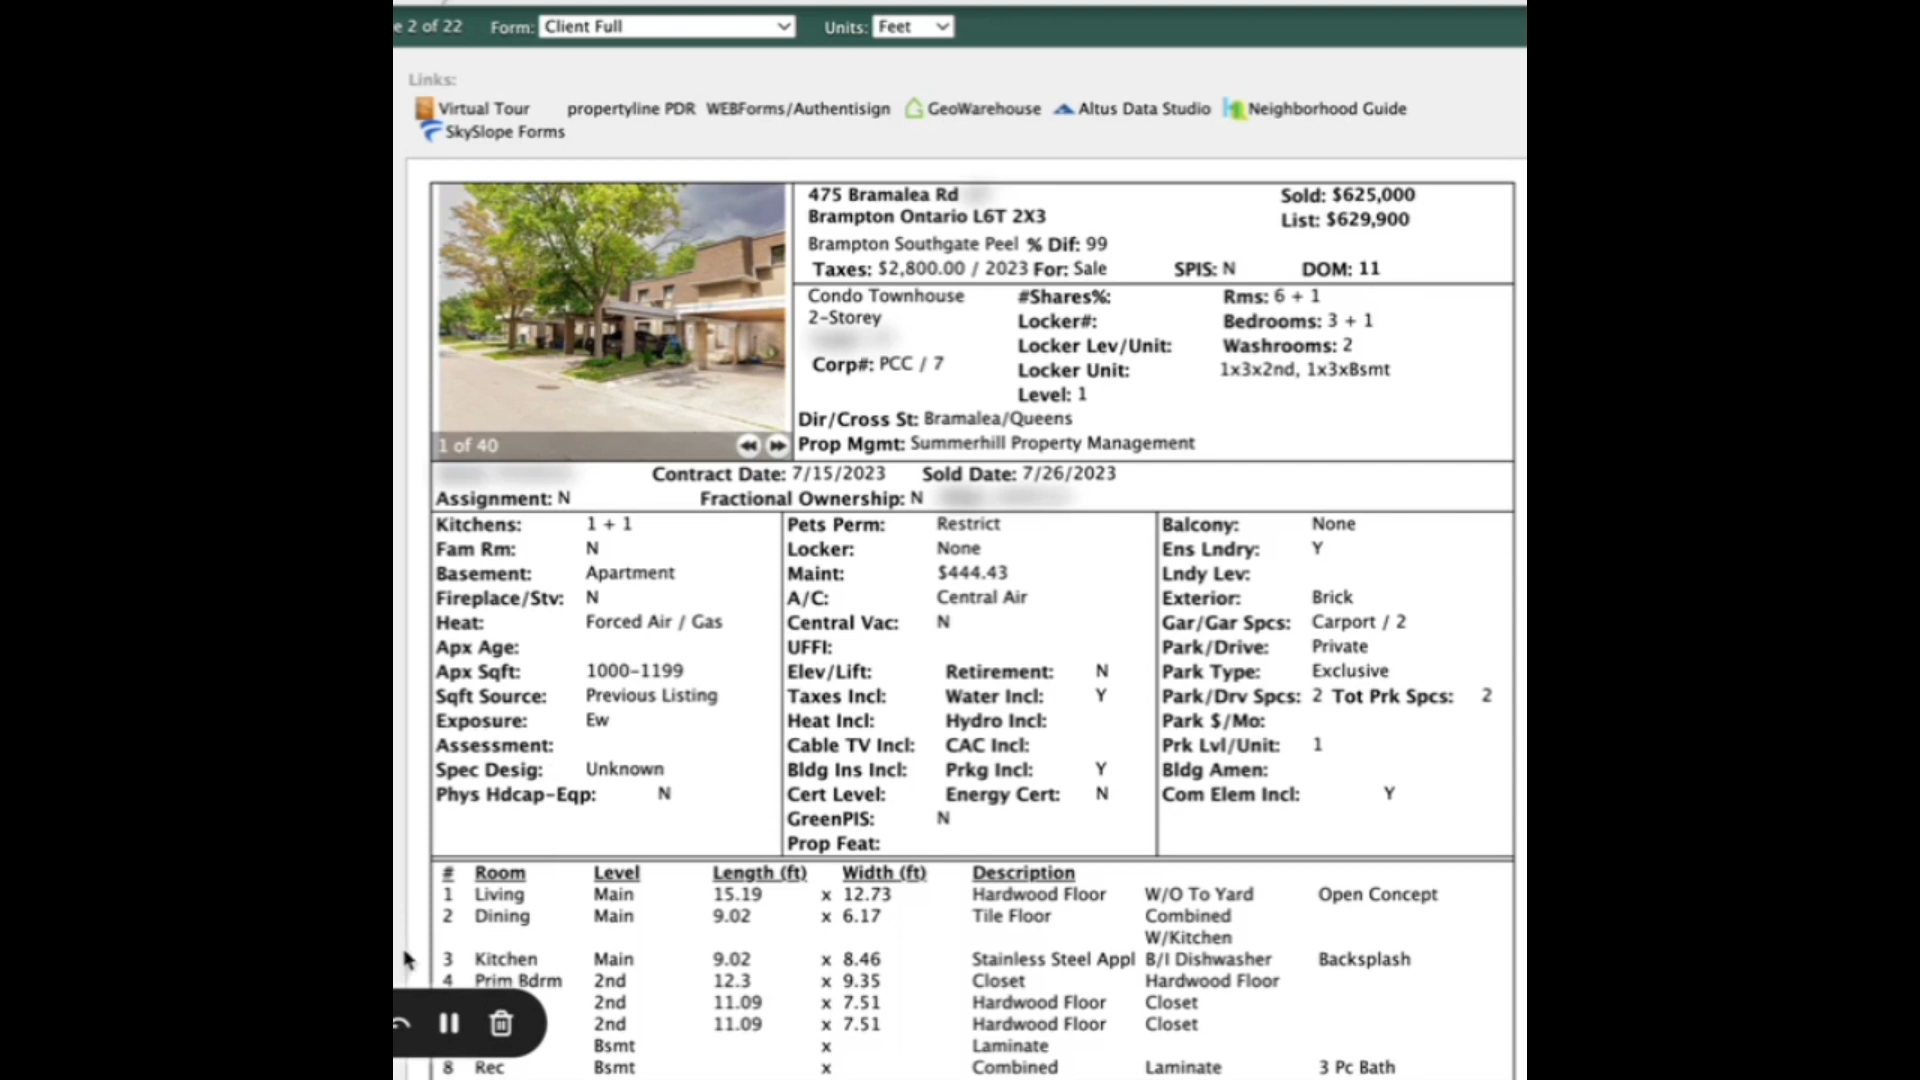 e 2 of 22 Form: Client Full Units: Feet
Links:
Virtual Tour propertyline PDR WEBForms/Authentisign GeoWarehouse Altus Data Studio Neighborhood Guide
SkySlope Forms
475 Bramalea Rd Sold: $625,000
Brampton Ontario L6T 2X3 List: $629,900
Brampton Southgate Peel % Dif: 99
Taxes: $2,800.00 / 2023 For: Sale SPIS: N DOM: 11
Condo Townhouse #Shares%: Rms: 6 + 1
2-Storey Locker#: Bedrooms: 3 + 1
Locker Lev/Unit: Washrooms: 2
Corp#: PCC / 7 Locker Unit: 1x3x2nd, 1x3xBsmt
Level: 1
Dir/Cross St: Bramalea/Queens
1 of 40 Prop Mgmt: Summerhill Property Management
Contract Date: 7/15/2023 Sold Date: 7/26/2023
Assignment: N Fractional Ownership: N
Kitchens: 1 + 1 Pets Perm: Restrict Balcony: None
Fam Rm: N Locker: None Ens Lndry: Y
Basement: Apartment Maint: $444.43 Lndy Lev:
Fireplace/Stv: N A/C: Central Air Exterior: Brick
Heat: Forced Air / Gas Central Vac: N Gar/Gar Spcs: Carport / 2
Apx Age: UFFI: Park/Drive: Private
Apx Sqft: 1000-1199 Elev/Lift: Retirement: N Park Type: Exclusive
Sqft Source: Previous Listing Taxes Incl: Water Incl: Y Park/Drv Spcs: 2 Tot Prk Spcs: 2
Exposure: Ew Heat Incl: Hydro Incl: Park $/Mo:
Assessment: Cable TV Incl: CAC Incl: Prk Lvl/Unit: 1
Spec Desig: Unknown Bldg Ins Incl: Prkg Incl: Y Bldg Amen:
Phys Hdcap-Eqp: N Cert Level: Energy Cert: N Com Elem Incl: Y
GreenPIS: N
Prop Feat:
# Room Level Length (ft) Width (ft) Description
1 Living Main 15.19 x 12.73 Hardwood Floor W/O To Yard Open Concept
2 Dining Main 9.02 x 6.17 Tile Floor Combined
W/Kitchen
3 Kitchen Main 9.02 x 8.46 Stainless Steel Appl B/I Dishwasher Backsplash
4 Prim Bdrm 2nd 12.3 x 9.35 Closet Hardwood Floor
2nd 11.09 x 7.51 Hardwood Floor Closet
2nd 11.09 x 7.51 Hardwood Floor Closet
Bsmt x Laminate
8 Rec Bsmt x Combined Laminate 3 Pc Bath